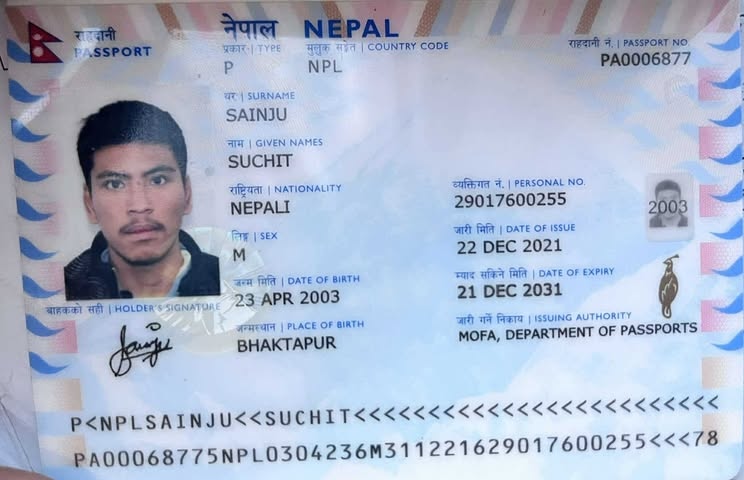 राहदानी नेपाल NEPAL
PASSPORT प्रकार | TYPE मुलुक सङ्केत | COUNTRY CODE राहदानी नं. | PASSPORT NO.
P NPL PA0006877
थर | SURNAME
SAINJU
नाम | GIVEN NAMES
SUCHIT
राष्ट्रियता | NATIONALITY व्यक्तिगत नं. | PERSONAL NO.
NEPALI 29017600255
2003
लिङ्ग | SEX जारी मिति | DATE OF ISSUE
M 22 DEC 2021
जन्म मिति | DATE OF BIRTH म्याद सकिने मिति | DATE OF EXPIRY
23 APR 2003 21 DEC 2031
बाहकको सही | HOLDER'S SIGNATURE जन्मस्थान | PLACE OF BIRTH जारी गर्ने निकाय | ISSUING AUTHORITY
BHAKTAPUR MOFA, DEPARTMENT OF PASSPORTS
P<NPLSAINJU<<SUCHIT<<<<<<<<<<<<<<<<<<<<<<<<<
PA00068775NPL0304236M31122162901760025​5<<<78